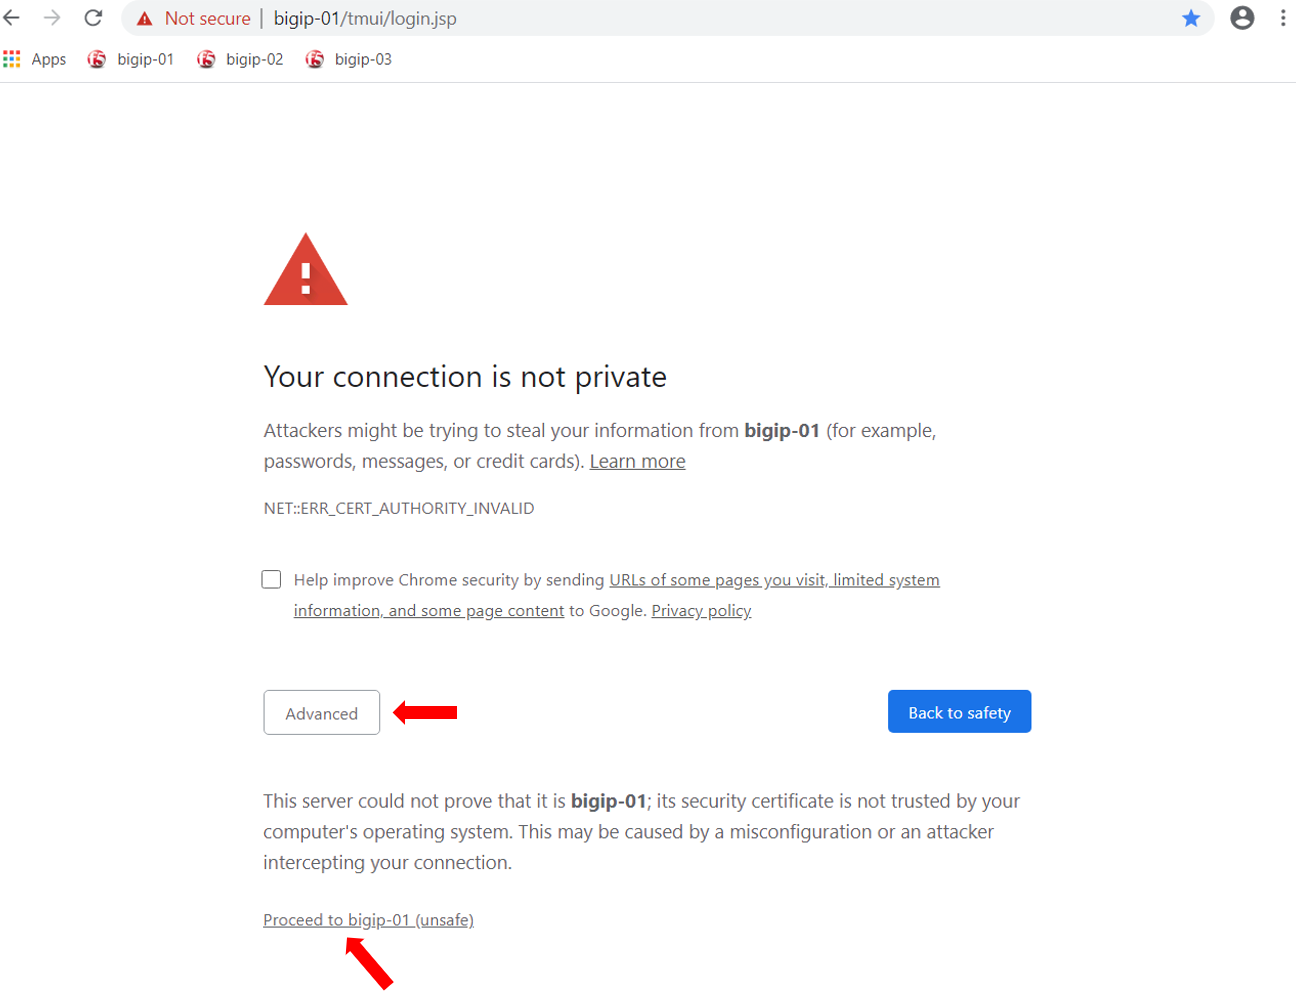 Not secure | bigip-01/tmui/login.jsp
Apps bigip-01 bigip-02 bigip-03
Your connection is not private
Attackers might be trying to steal your information from bigip-01 (for example,
passwords, messages, or credit cards). Learn more
NET::ERR_CERT_AUTHORITY_INVALID
Help improve Chrome security by sending URLs of some pages you visit, limited system
information, and some page content to Google. Privacy policy
Advanced
Back to safety
This server could not prove that it is bigip-01; its security certificate is not trusted by your
computer's operating system. This may be caused by a misconfiguration or an attacker
intercepting your connection.
Proceed to bigip-01 (unsafe)